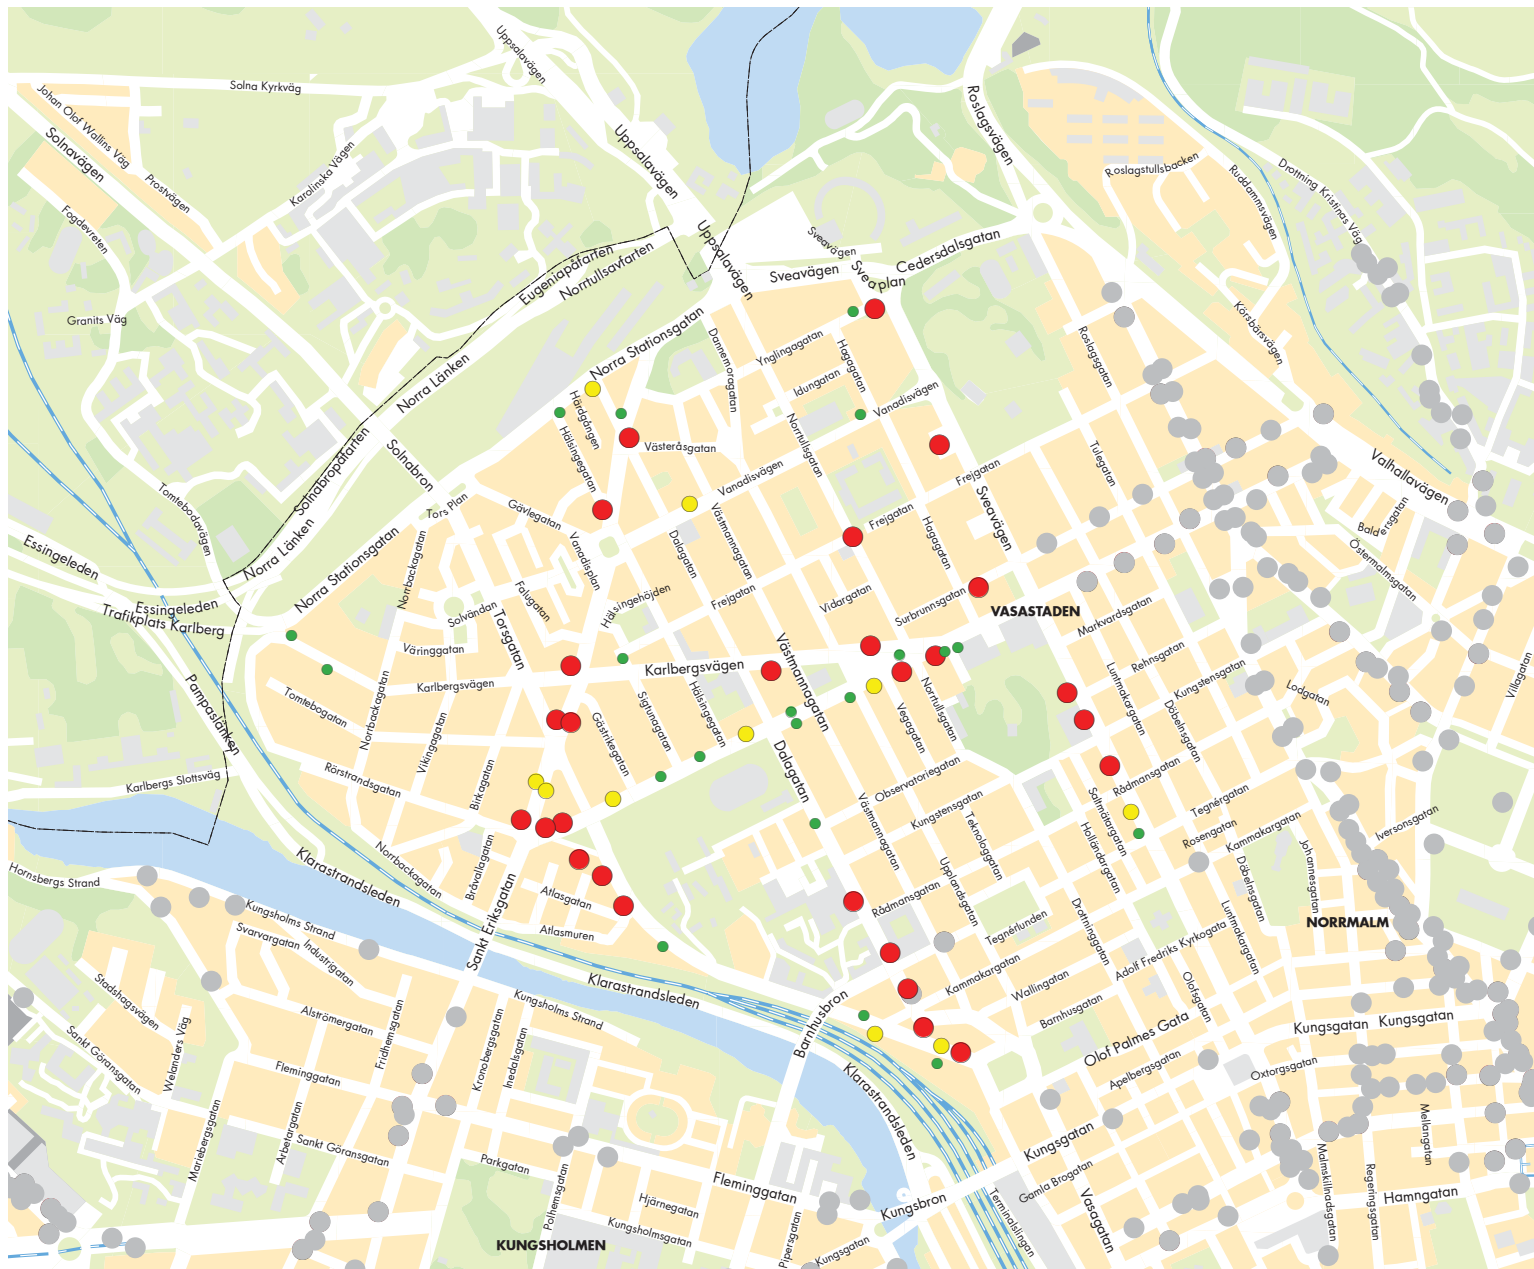 Uppsalavägen
Solna Kyrkväg
Johan Olof Wallins Väg
Solnavägen
Prostvägen
Karolinska Vägen
Uppsalavägen
Roslagsvägen
Roslagstullsbacken
Ruddammsvägen
Drottning Kristinas Väg
Fogdevreten
Granits Väg
Eugeniapåfarten
Norrtullsavfarten
Uppsalavägen
Sveavägen
Sveavägen
Sveaplan
Cedersdalsgatan
Körsbärsvägen
Norra Stationsgatan
Dannemoragatan
Ynglingagatan
Hagagatan
Idungatan
Vanadisvägen
Roslagsgatan
Norra Länken
Solnabropåfarten
Solnabron
Härdgången
Hälsingegatan
Västeråsgatan
Vanadisvägen
Norrtullsgatan
Frejgatan
Sveavägen
Tulegatan
Valhallavägen
Baldersgatan
Östermalmsgatan
Tomtebodavägen
Tors Plan
Gävlegatan
Vanadisplan
Dalagatan
Västmannagatan
Frejgatan
Hagagatan
Essingeleden
Norra Länken
Norra Stationsgatan
Norrbackagatan
Essingeleden
Trafikplats Karlberg
Solvändan
Falugatan
Torsgatan
Hälsingehöjden
Frejgatan
Vidargatan
Surbrunnsgatan
VASASTADEN
Markvardsgatan
Väringgatan
Karlbergsvägen
Karlbergsvägen
Västmannagatan
Rehnsgatan
Kungstensgatan
Luntmakargatan
Döbelnsgatan
Lodgatan
Villagatan
Pampaslänken
Tomtebogatan
Norrbackagatan
Vikingagatan
Gästrikegatan
Sigtunagatan
Hälsingegatan
Dalagatan
Vegagatan
Norrtullsgatan
Karlbergs Slottsväg
Rörstrandsgatan
Birkagatan
Observatoriegatan
Kungstensgatan
Saltmätargatan
Rådmansgatan
Tegnérgatan
Rosengatan
Kammakargatan
Iversonsgatan
Hornsbergs Strand
Klarastrandsleden
Norrbackagatan
Bråvallagatan
Atlasgatan
Atlasmuren
Västmannagatan
Teknologgatan
Upplandsgatan
Holländargatan
Döbelnsgatan
Johannesgatan
NORRMALM
Kungsholms Strand
Svarvargatan
Industrigatan
Sankt Eriksgatan
Rådmansgatan
Tegnérlunden
Drottninggatan
Luntmakargatan
Adolf Fredriks Kyrkogata
Stadshagsvägen
Klarastrandsleden
Kammakargatan
Wallingatan
Barnhusgatan
Olofsgatan
Kungsgatan
Kungsgatan
Alströmergatan
Kungsholms Strand
Barnhusbron
Olof Palmes Gata
Apelbergsgatan
Oxtorgsgatan
Sankt Göransgatan
Welanders Väg
Fleminggatan
Fridhemsgatan
Kronobergsgatan
Inedalsgatan
Klarastrandsleden
Mariebergsgatan
Arbetargatan
Sankt Göransgatan
Parkgatan
Polhemsgatan
Fleminggatan
Hjärnegatan
Kungsholmsgatan
Pipersgatan
Kungsgatan
Kungsbron
Kungsgatan
Gamla Brogatan
Terminalslingan
Vasagatan
Malmskillnadsgatan
Regeringsgatan
Mellangatan
Hamngatan
KUNGSHOLMEN